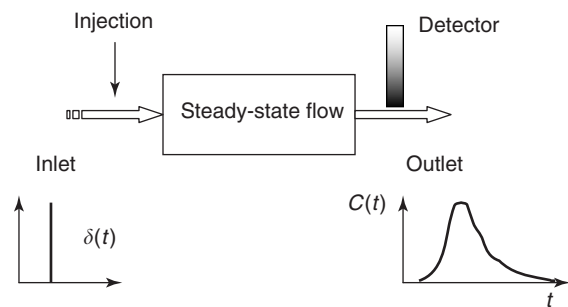 Injection
Detector
Steady-state flow
Inlet
Outlet
δ(t)
C(t)
t